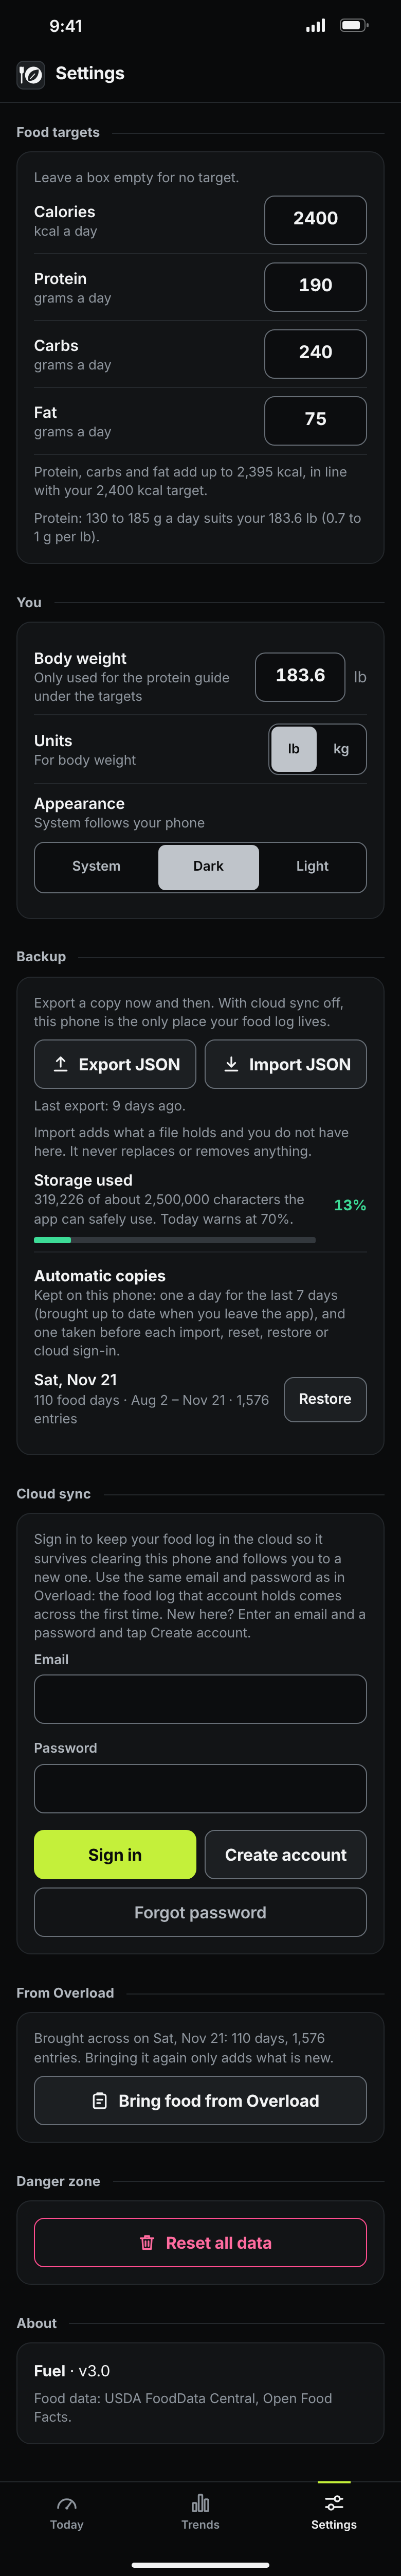 9:41
Settings
Food targets
Leave a box empty for no target.
Calories
kcal a day
2400
Protein
grams a day
190
Carbs
grams a day
240
Fat
grams a day
75
Protein, carbs and fat add up to 2,395 kcal, in line
with your 2,400 kcal target.
Protein: 130 to 185 g a day suits your 183.6 lb (0.7 to
1 g per lb).
You
Body weight
Only used for the protein guide
under the targets
183.6 lb
Units
For body weight
lb kg
Appearance
System follows your phone
System Dark Light
Backup
Export a copy now and then. With cloud sync off,
this phone is the only place your food log lives.
Export JSON Import JSON
Last export: 9 days ago.
Import adds what a file holds and you do not have
here. It never replaces or removes anything.
Storage used
319,226 of about 2,500,000 characters the
app can safely use. Today warns at 70%.
13%
Automatic copies
Kept on this phone: one a day for the last 7 days
(brought up to date when you leave the app), and
one taken before each import, reset, restore or
cloud sign-in.
Sat, Nov 21
110 food days · Aug 2 – Nov 21 · 1,576
entries
Restore
Cloud sync
Sign in to keep your food log in the cloud so it
survives clearing this phone and follows you to a
new one. Use the same email and password as in
Overload: the food log that account holds comes
across the first time. New here? Enter an email and a
password and tap Create account.
Email
Password
Sign in Create account
Forgot password
From Overload
Brought across on Sat, Nov 21: 110 days, 1,576
entries. Bringing it again only adds what is new.
Bring food from Overload
Danger zone
Reset all data
About
Fuel · v3.0
Food data: USDA FoodData Central, Open Food
Facts.
Today Trends Settings